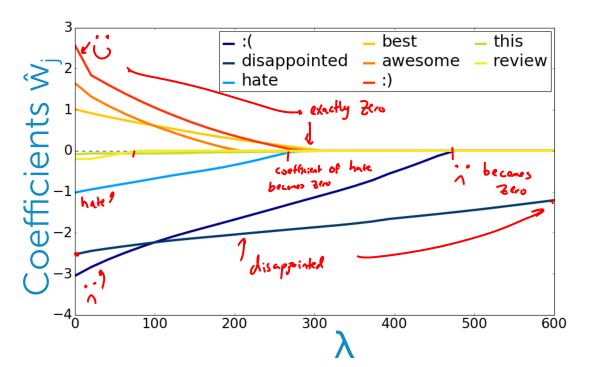 Coefficients ŵj
3
2
1
0
−1
−2
−3
−4
:(
disappointed
hate
best
awesome
:)
this
review
exactly zero
coefficient of hate
becomes zero
hate
becomes
zero
disappointed
0
100
200
300
400
500
600
λ